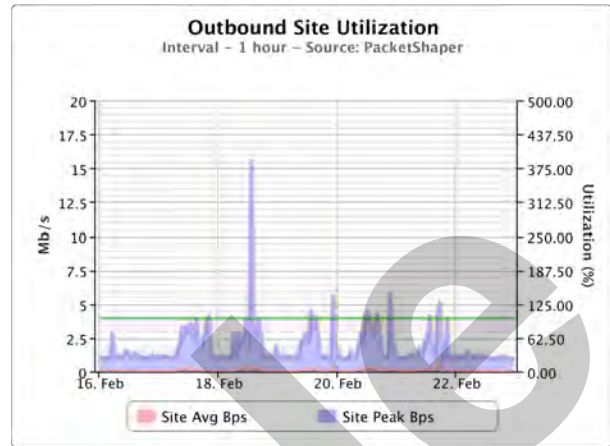 Outbound Site Utilization
Interval - 1 hour - Source: PacketShaper
20
17.5
15
12.5
10
7.5
5
2.5
0
Mb/s
500.00
437.50
375.00
312.50
250.00
187.50
125.00
62.50
0.00
Utilization (%)
16. Feb
18. Feb
20. Feb
22. Feb
Site Avg Bps
Site Peak Bps